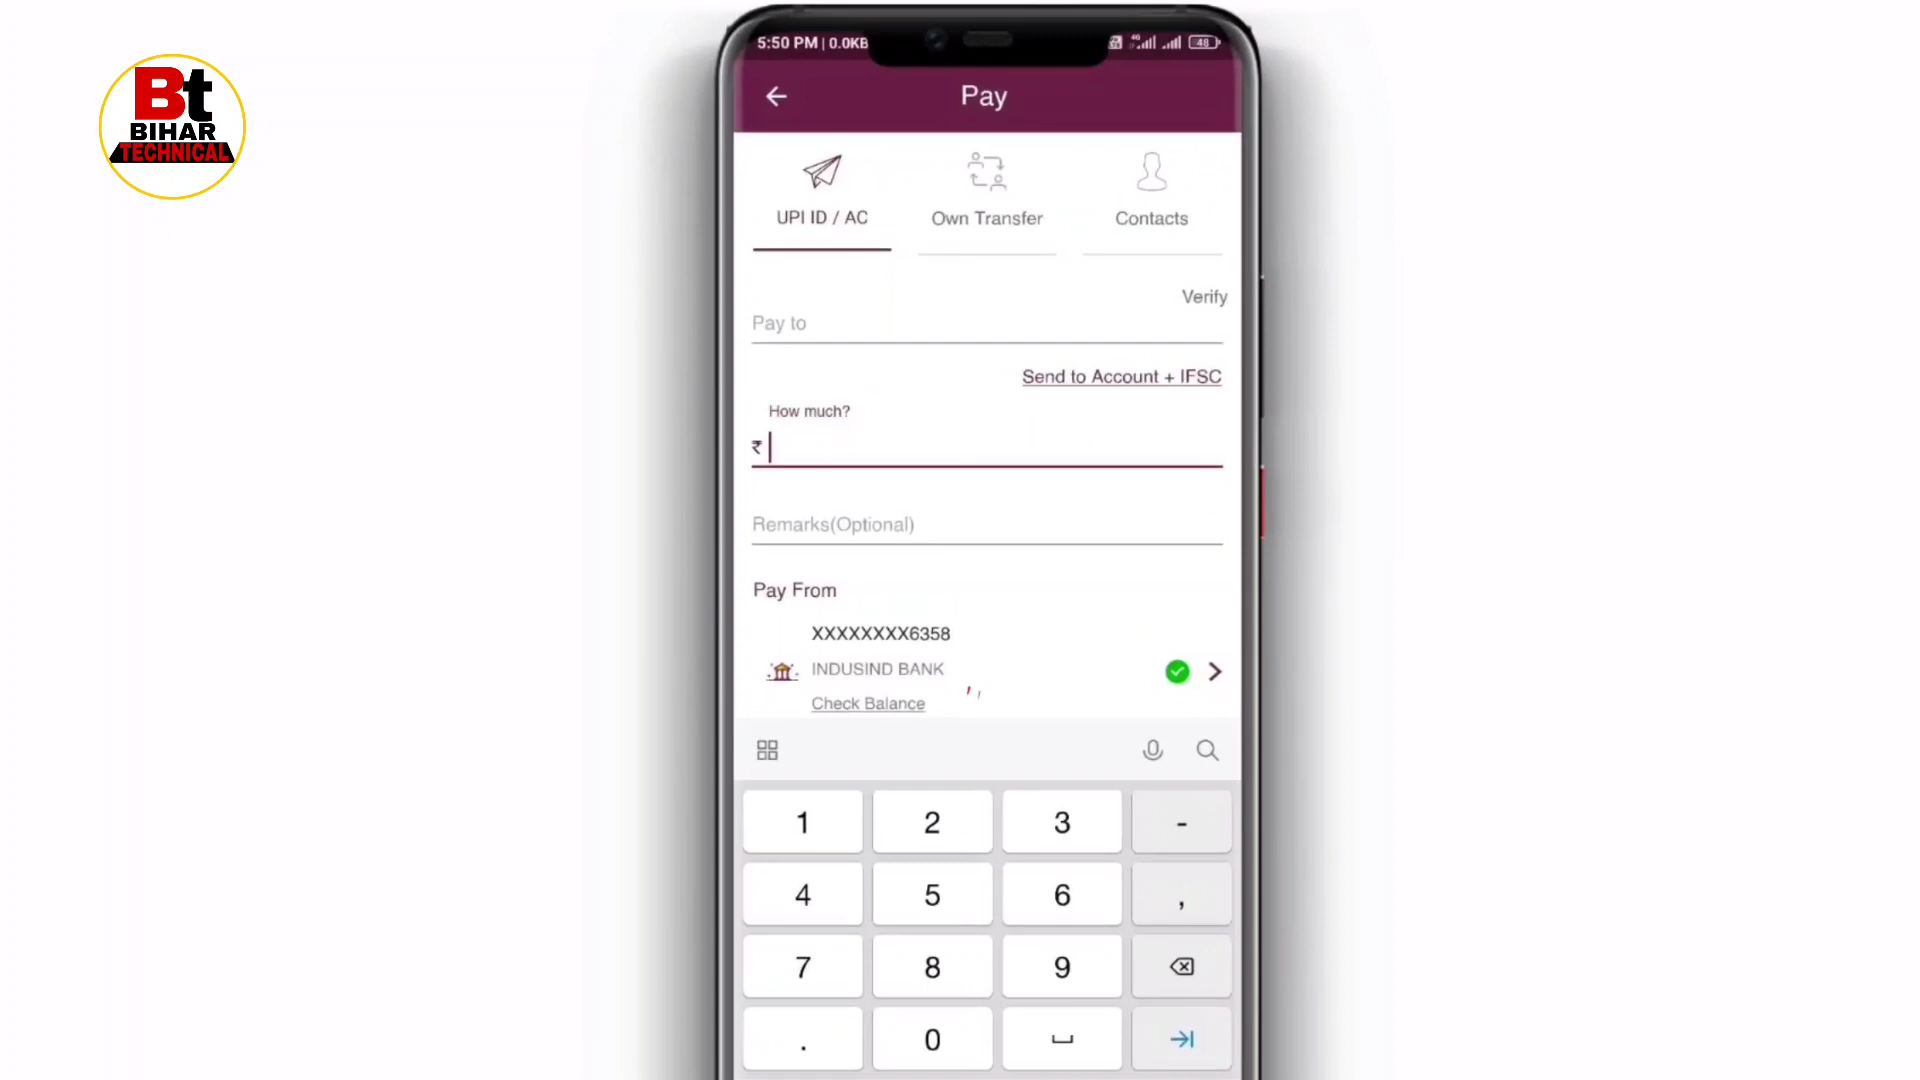 Bt
BIHAR
TECHNICAL
5:50 PM | 0.0KB
4G
48
Pay
UPI ID / AC
Own Transfer
Contacts
Verify
Pay to
Send to Account + IFSC
How much?
₹
Remarks(Optional)
Pay From
XXXXXXXX6358
INDUSIND BANK
Check Balance
1 2 3 -
4 5 6 ,
7 8 9
. 0